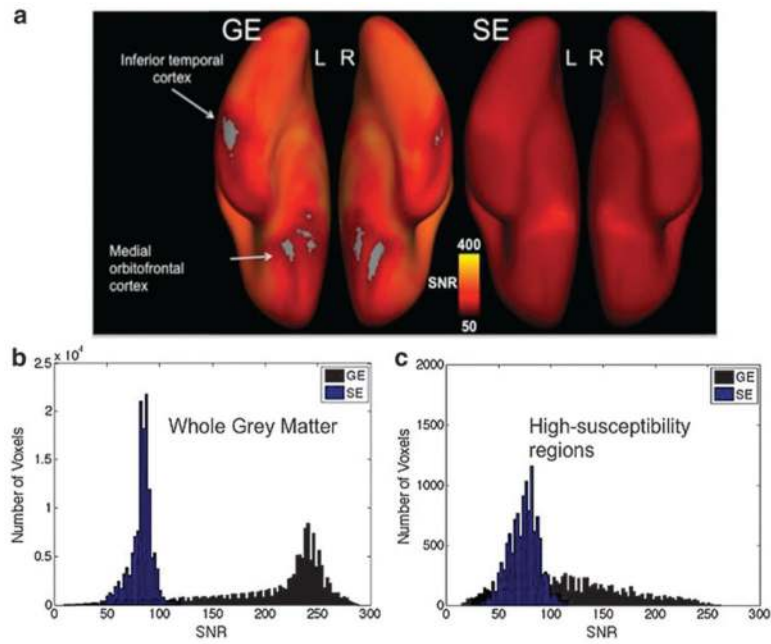 a
GE
SE
L R
L R
Inferior temporal
cortex
Medial
orbitofrontal
cortex
400
SNR
50
b
2.5 x 10^4
GE
SE
Whole Grey Matter
Number of Voxels
2
1.5
1
0.5
0
0 50 100 150 200 250 300
SNR
c
2000
GE
SE
High-susceptibility
regions
Number of Voxels
1500
1000
500
0
0 50 100 150 200 250 300
SNR